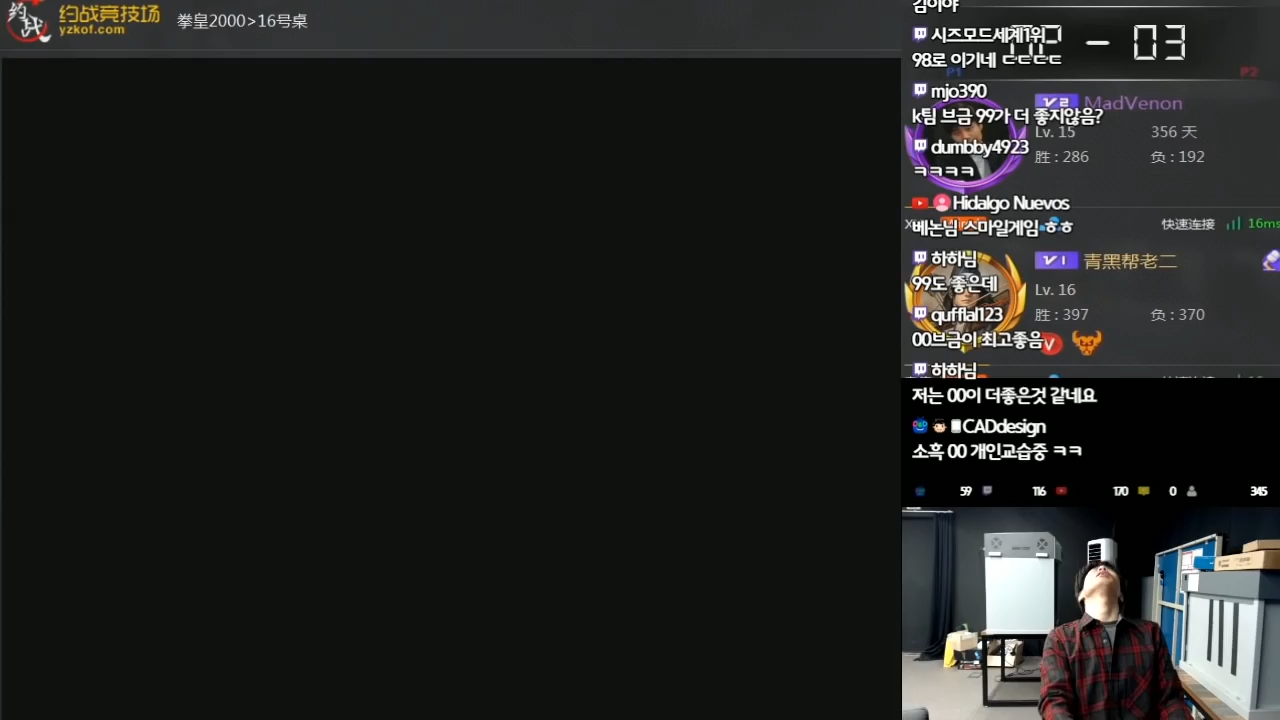 约战竞技场
yzkof.com
约战
拳皇2000>16号桌
김이야
시즈모드세계1위
98로 이기네 ㄷㄷㄷㄷ
02 - 03
P1
P2
mjo390
k팀 브금 99가 더 좋지않음?
MadVenon
Lv. 15
356 天
dumbby4923
ㅋㅋㅋㅋ
胜 : 286
负 : 192
Hidalgo Nuevos
베논님 스마일게임 ㅎㅎ
快速连接
16ms
하하님
99도 좋은데
V1
青黑帮老二
Lv. 16
qufflal123
00브금이 최고좋음
胜 : 397
负 : 370
하하님
저는 00이 더좋은것 같네요
CADdesign
소흑 00 개인교습중 ㅋㅋ
59
116
170
0
345